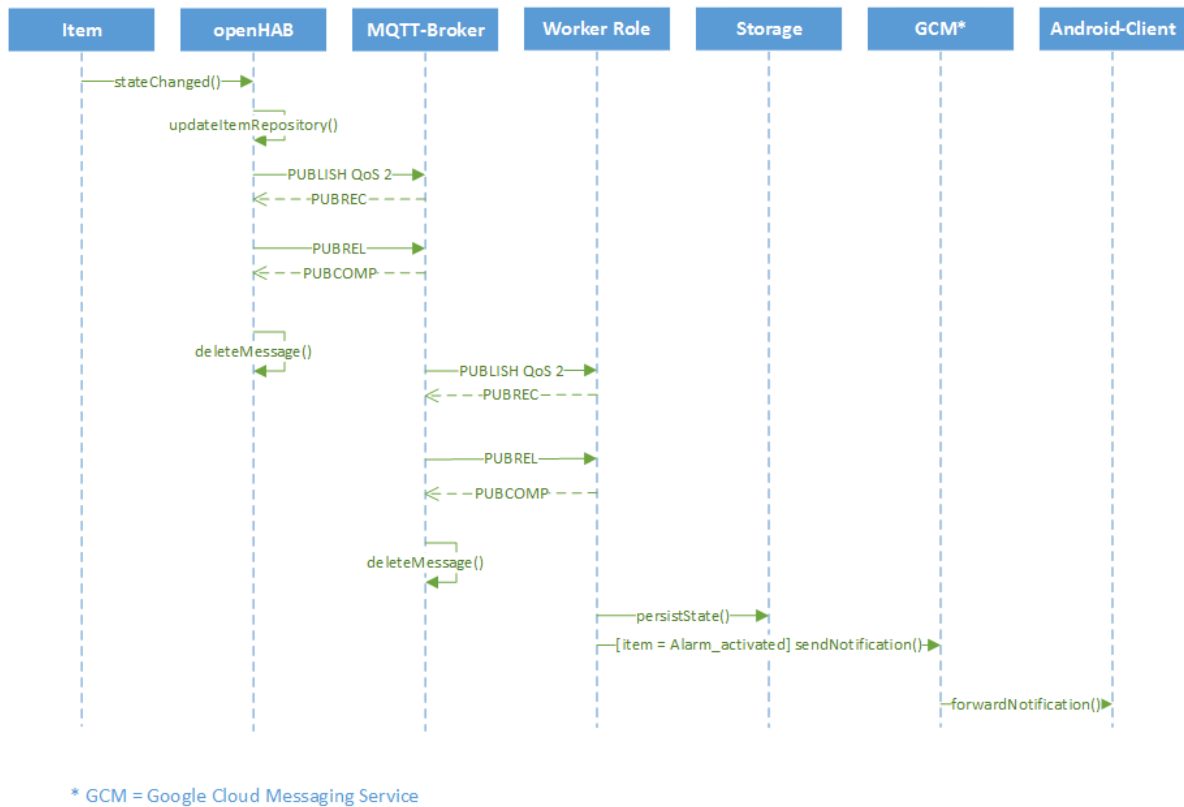 Item openHAB MQTT-Broker Worker Role Storage GCM* Android-Client
stateChanged()
updateItemRepository()
PUBLISH QoS 2
PUBREC
PUBREL
PUBCOMP
deleteMessage()
PUBLISH QoS 2
PUBREC
PUBREL
PUBCOMP
deleteMessage()
persistState()
[item = Alarm_activated] sendNotification()
forwardNotification()
* GCM = Google Cloud Messaging Service